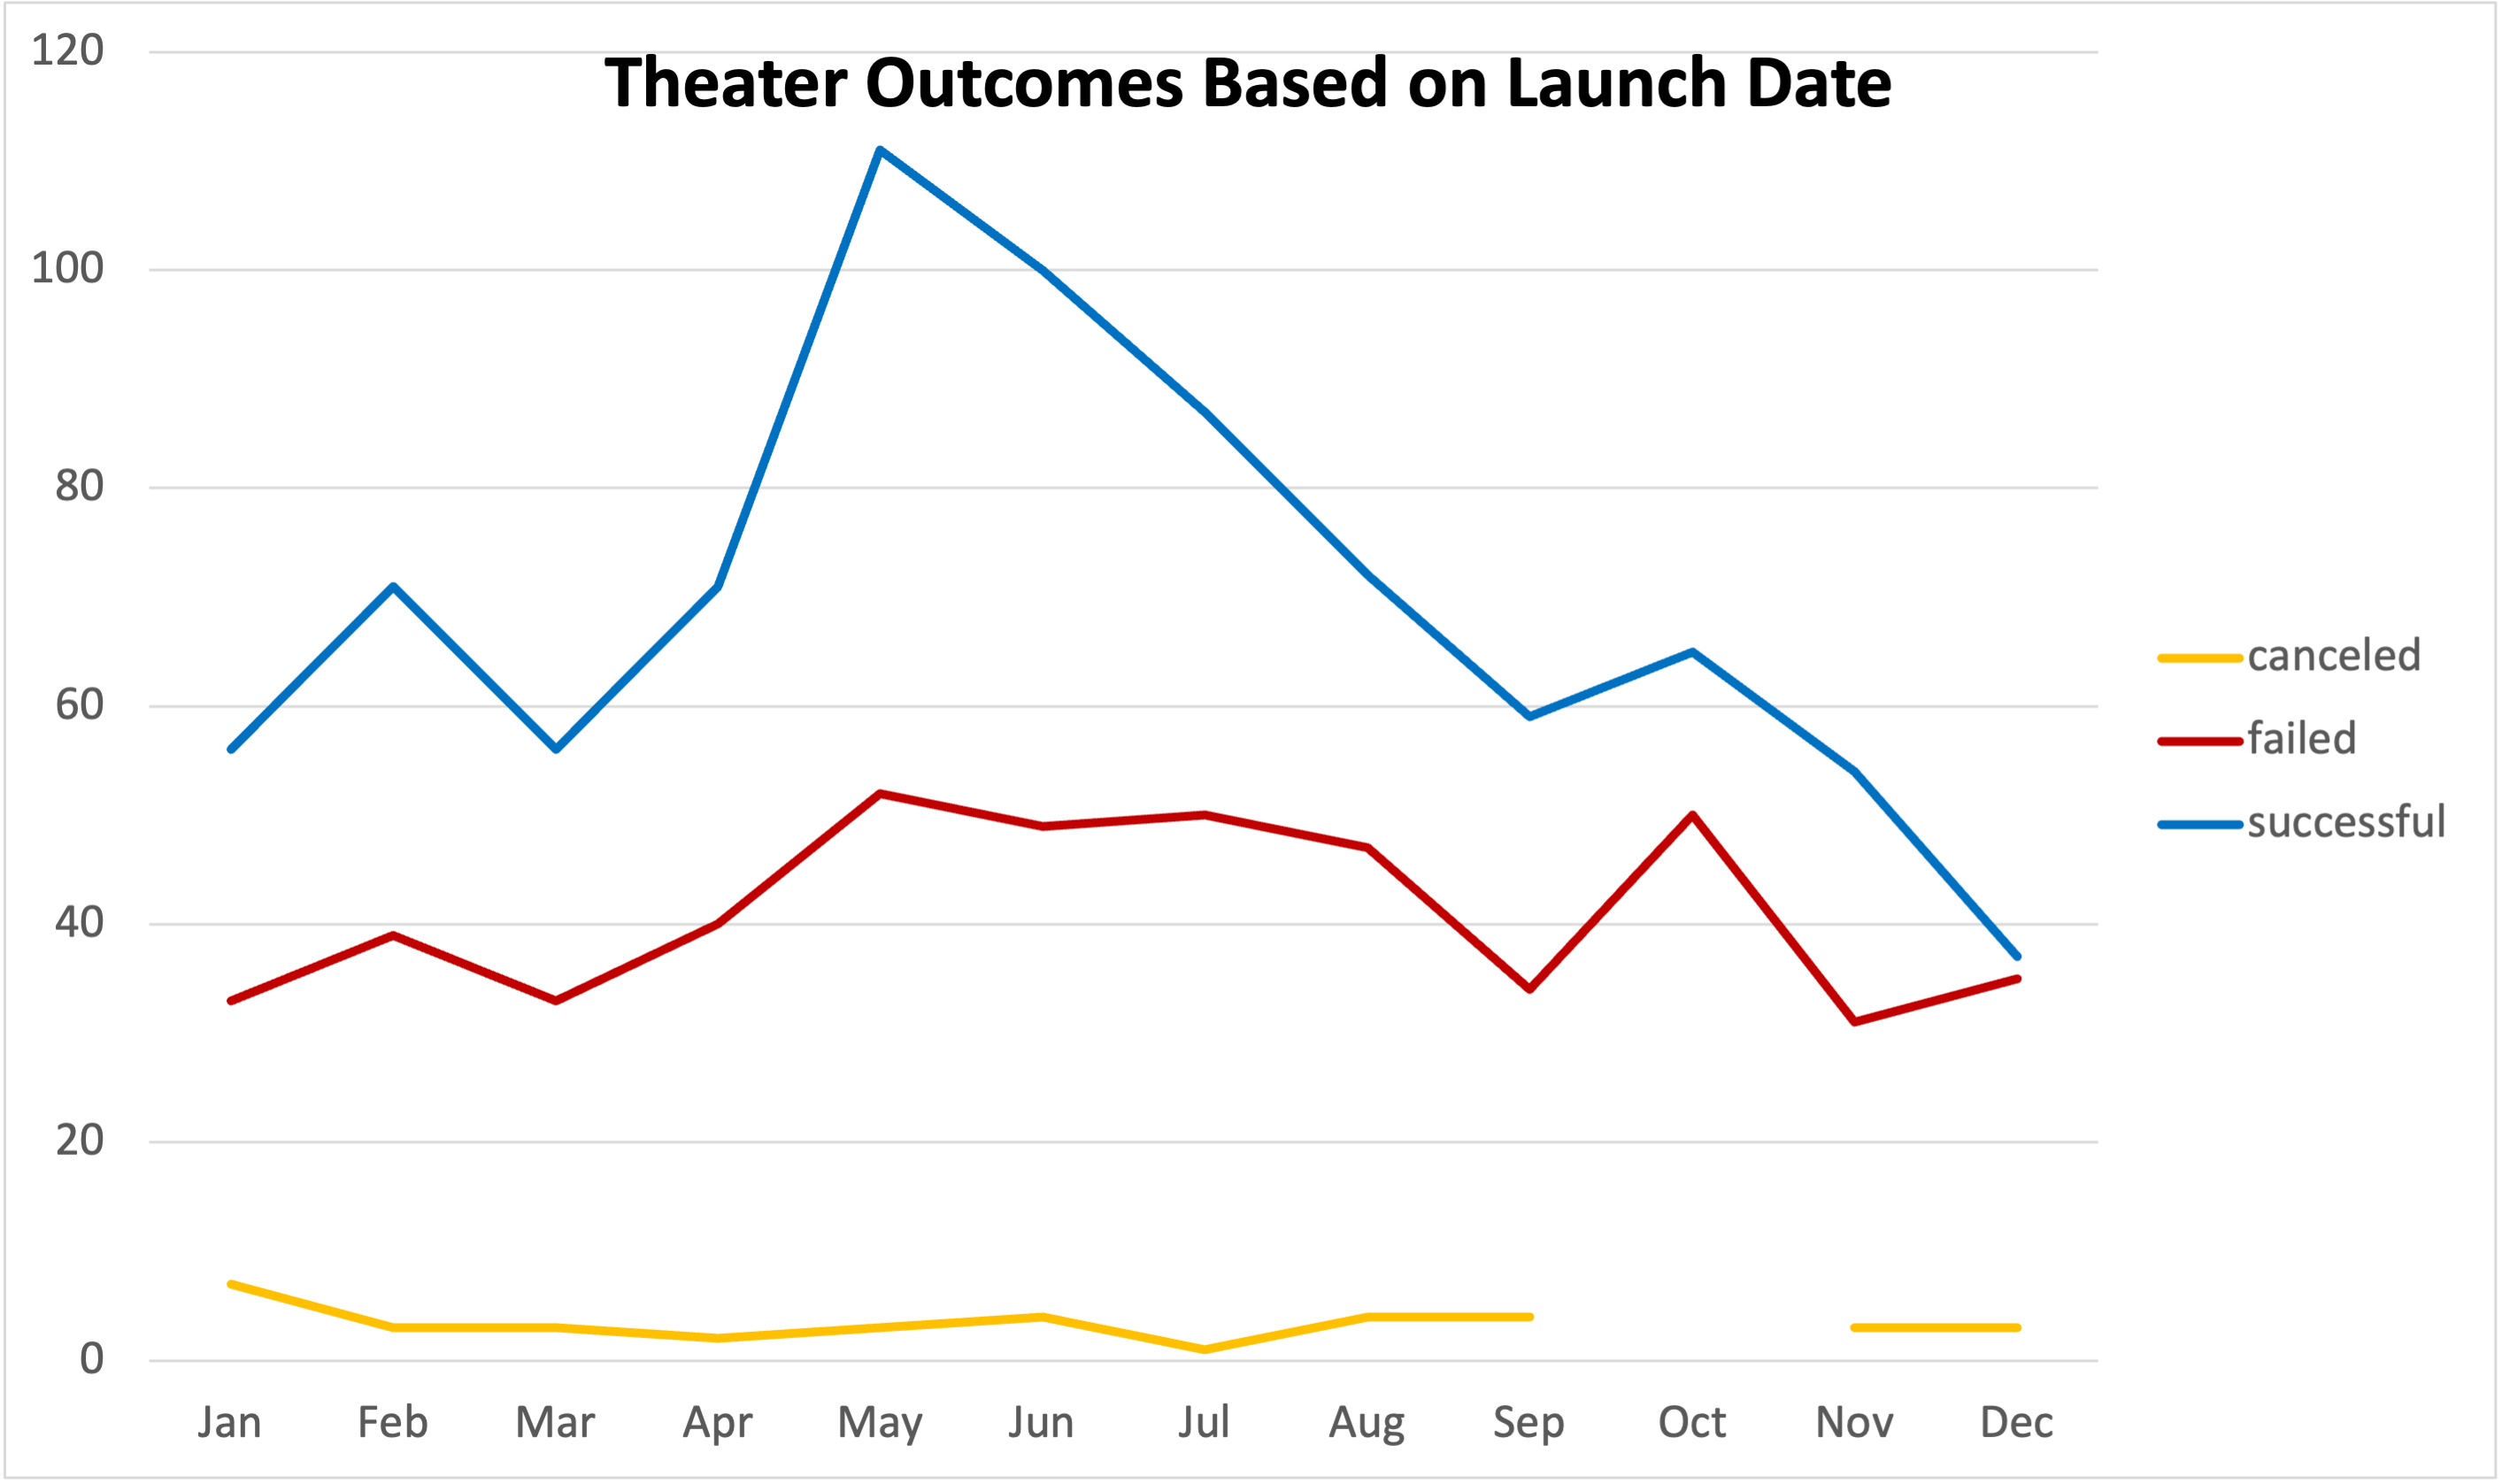 Theater Outcomes Based on Launch Date
120
100
80
60
40
20
0
Jan Feb Mar Apr May Jun Jul Aug Sep Oct Nov Dec
canceled
failed
successful